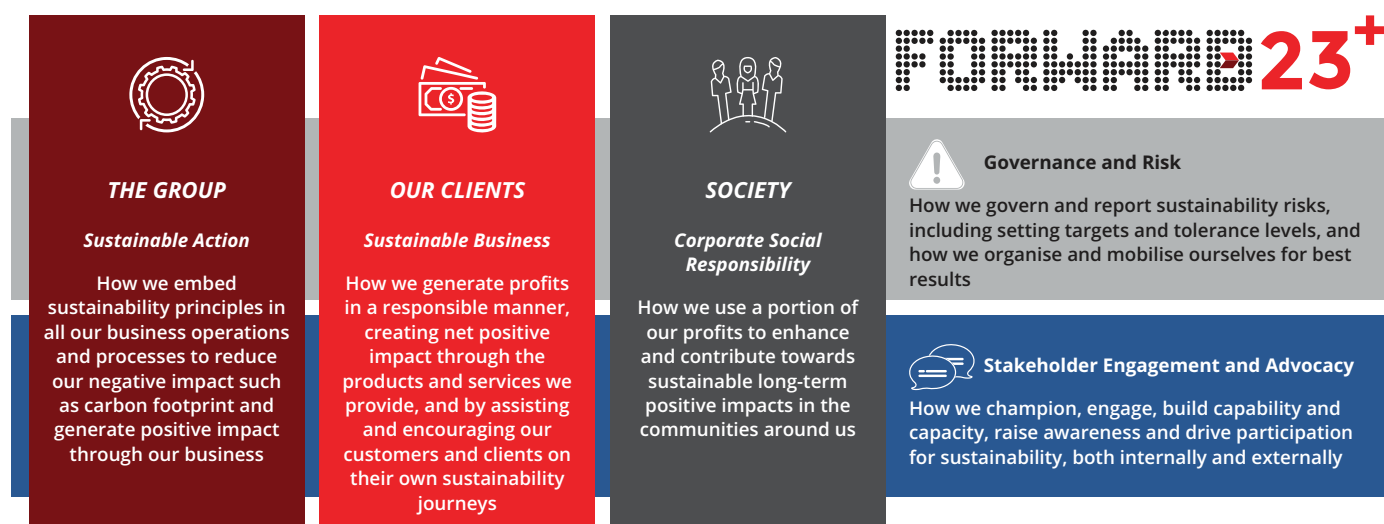 THE GROUP
Sustainable Action
How we embed
sustainability principles in
all our business operations
and processes to reduce
our negative impact such
as carbon footprint and
generate positive impact
through our business
$
OUR CLIENTS
Sustainable Business
How we generate profits
in a responsible manner,
creating net positive
impact through the
products and services we
provide, and by assisting
and encouraging our
customers and clients on
their own sustainability
journeys
SOCIETY
Corporate Social
Responsibility
How we use a portion of
our profits to enhance
and contribute towards
sustainable long-term
positive impacts in the
communities around us
FORWARD23+
Governance and Risk
How we govern and report sustainability risks,
including setting targets and tolerance levels, and
how we organise and mobilise ourselves for best
results
Stakeholder Engagement and Advocacy
How we champion, engage, build capability and
capacity, raise awareness and drive participation
for sustainability, both internally and externally